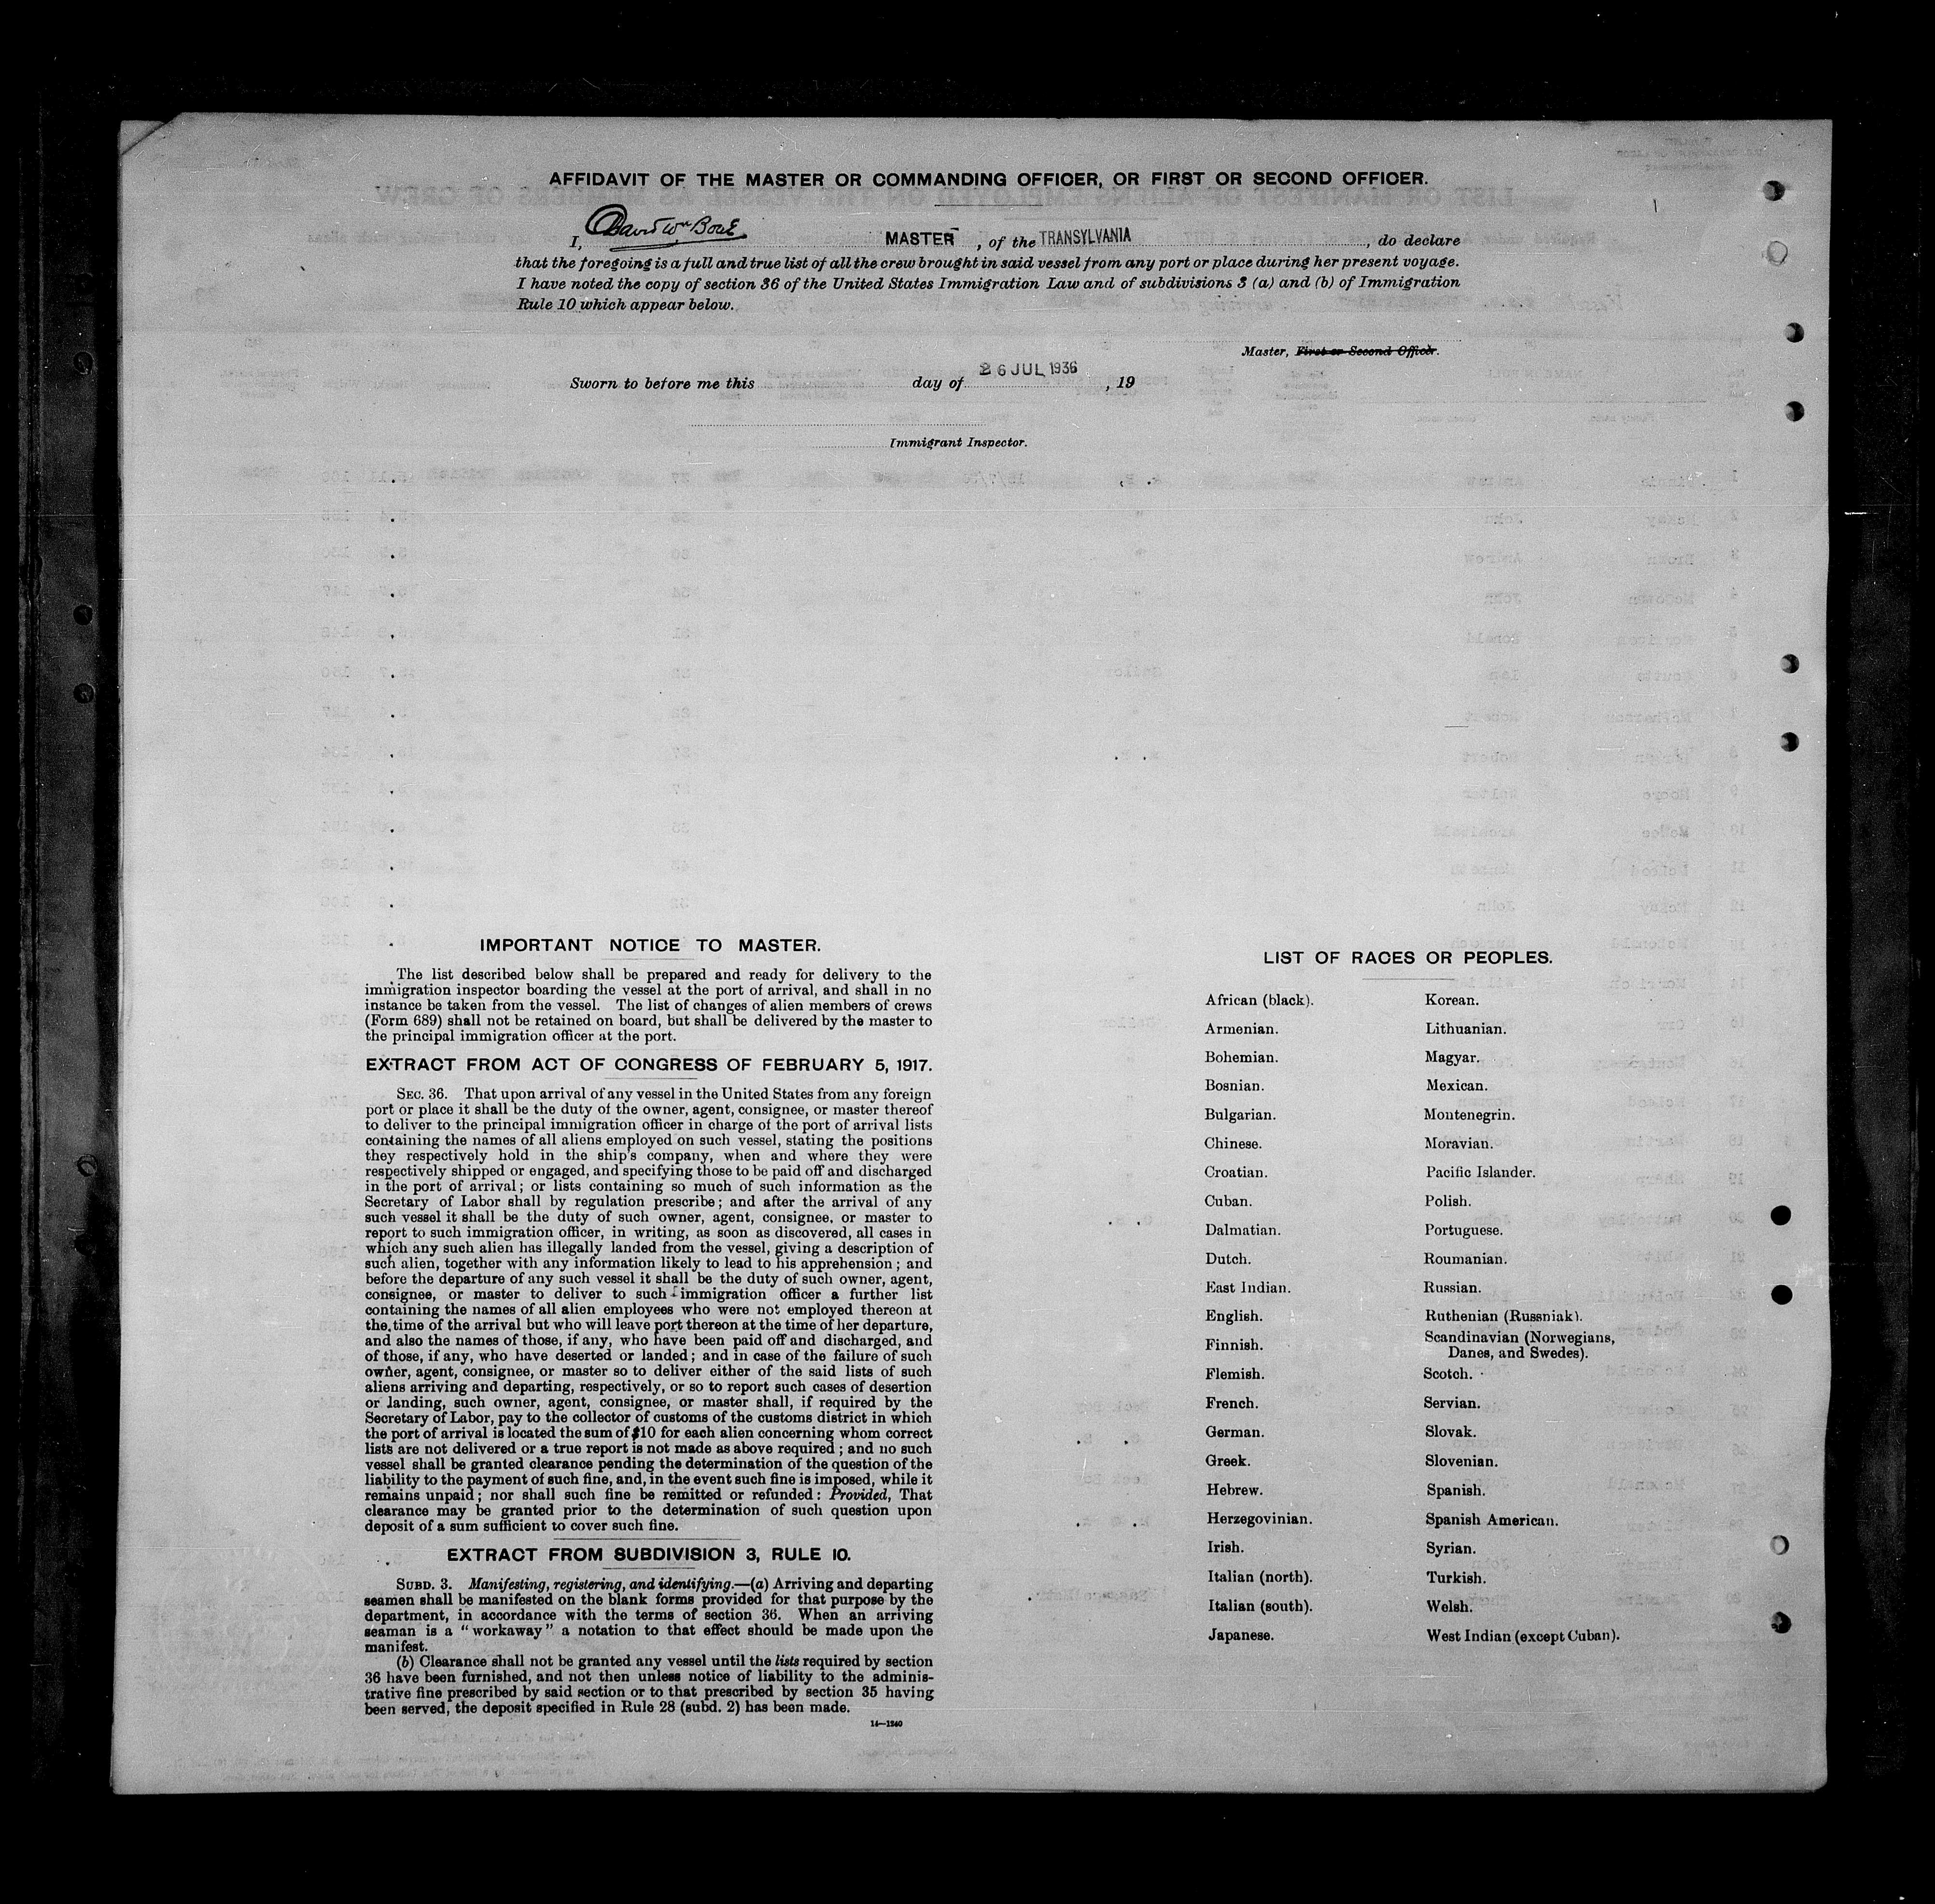 AFFIDAVIT OF THE MASTER OR COMMANDING OFFICER, OR FIRST OR SECOND OFFICER.
I, David Wm Bone MASTER, of the TRANSYLVANIA, do declare
that the foregoing is a full and true list of all the crew brought in said vessel from any port or place during her present voyage.
I have noted the copy of section 36 of the United States Immigration Law and of subdivisions 3 (a) and (b) of Immigration
Rule 10 which appear below.
Master, First or Second Officer.
Sworn to before me this day of 26 JUL 1936, 19
Immigrant Inspector.
IMPORTANT NOTICE TO MASTER.
The list described below shall be prepared and ready for delivery to the
immigration inspector boarding the vessel at the port of arrival, and shall in no
instance be taken from the vessel. The list of changes of alien members of crews
(Form 689) shall not be retained on board, but shall be delivered by the master to
the principal immigration officer at the port.
EXTRACT FROM ACT OF CONGRESS OF FEBRUARY 5, 1917.
SEC. 36. That upon arrival of any vessel in the United States from any foreign
port or place it shall be the duty of the owner, agent, consignee, or master thereof
to deliver to the principal immigration officer in charge of the port of arrival lists
containing the names of all aliens employed on such vessel, stating the positions
they respectively hold in the ship's company, when and where they were
respectively shipped or engaged, and specifying those to be paid off and discharged
in the port of arrival; or lists containing so much of such information as the
Secretary of Labor shall by regulation prescribe; and after the arrival of any
such vessel it shall be the duty of such owner, agent, consignee, or master to
report to such immigration officer, in writing, as soon as discovered, all cases in
which any such alien has illegally landed from the vessel, giving a description of
such alien, together with any information likely to lead to his apprehension; and
before the departure of any such vessel it shall be the duty of such owner, agent,
consignee, or master to deliver to such immigration officer a further list
containing the names of all alien employees who were not employed thereon at
the time of the arrival but who will leave port thereon at the time of her departure,
and also the names of those, if any, who have been paid off and discharged, and
of those, if any, who have deserted or landed; and in case of the failure of such
owner, agent, consignee, or master so to deliver either of the said lists of such
aliens arriving and departing, respectively, or so to report such cases of desertion
or landing, such owner, agent, consignee, or master shall, if required by the
Secretary of Labor, pay to the collector of customs of the customs district in which
the port of arrival is located the sum of $10 for each alien concerning whom correct
lists are not delivered or a true report is not made as above required; and no such
vessel shall be granted clearance pending the determination of the question of the
liability to the payment of such fine, and, in the event such fine is imposed, while it
remains unpaid; nor shall such fine be remitted or refunded: Provided, That
clearance may be granted prior to the determination of such question upon
deposit of a sum sufficient to cover such fine.
EXTRACT FROM SUBDIVISION 3, RULE 10.
SUBD. 3. Manifesting, registering, and identifying.—(a) Arriving and departing
seamen shall be manifested on the blank forms provided for that purpose by the
department, in accordance with the terms of section 36. When an arriving
seaman is a "workaway" a notation to that effect should be made upon the
manifest.
(b) Clearance shall not be granted any vessel until the lists required by section
36 have been furnished, and not then unless notice of liability to the adminis-
trative fine prescribed by said section or to that prescribed by section 35 having
been served, the deposit specified in Rule 28 (subd. 2) has been made.
14—1240
LIST OF RACES OR PEOPLES.
African (black).
Armenian.
Bohemian.
Bosnian.
Bulgarian.
Chinese.
Croatian.
Cuban.
Dalmatian.
Dutch.
East Indian.
English.
Finnish.
Flemish.
French.
German.
Greek.
Hebrew.
Herzegovinian.
Irish.
Italian (north).
Italian (south).
Japanese.
Korean.
Lithuanian.
Magyar.
Mexican.
Montenegrin.
Moravian.
Pacific Islander.
Polish.
Portuguese.
Roumanian.
Russian.
Ruthenian (Russniak).
Scandinavian (Norwegians,
Danes, and Swedes).
Scotch.
Servian.
Slovak.
Slovenian.
Spanish.
Spanish American.
Syrian.
Turkish.
Welsh.
West Indian (except Cuban).